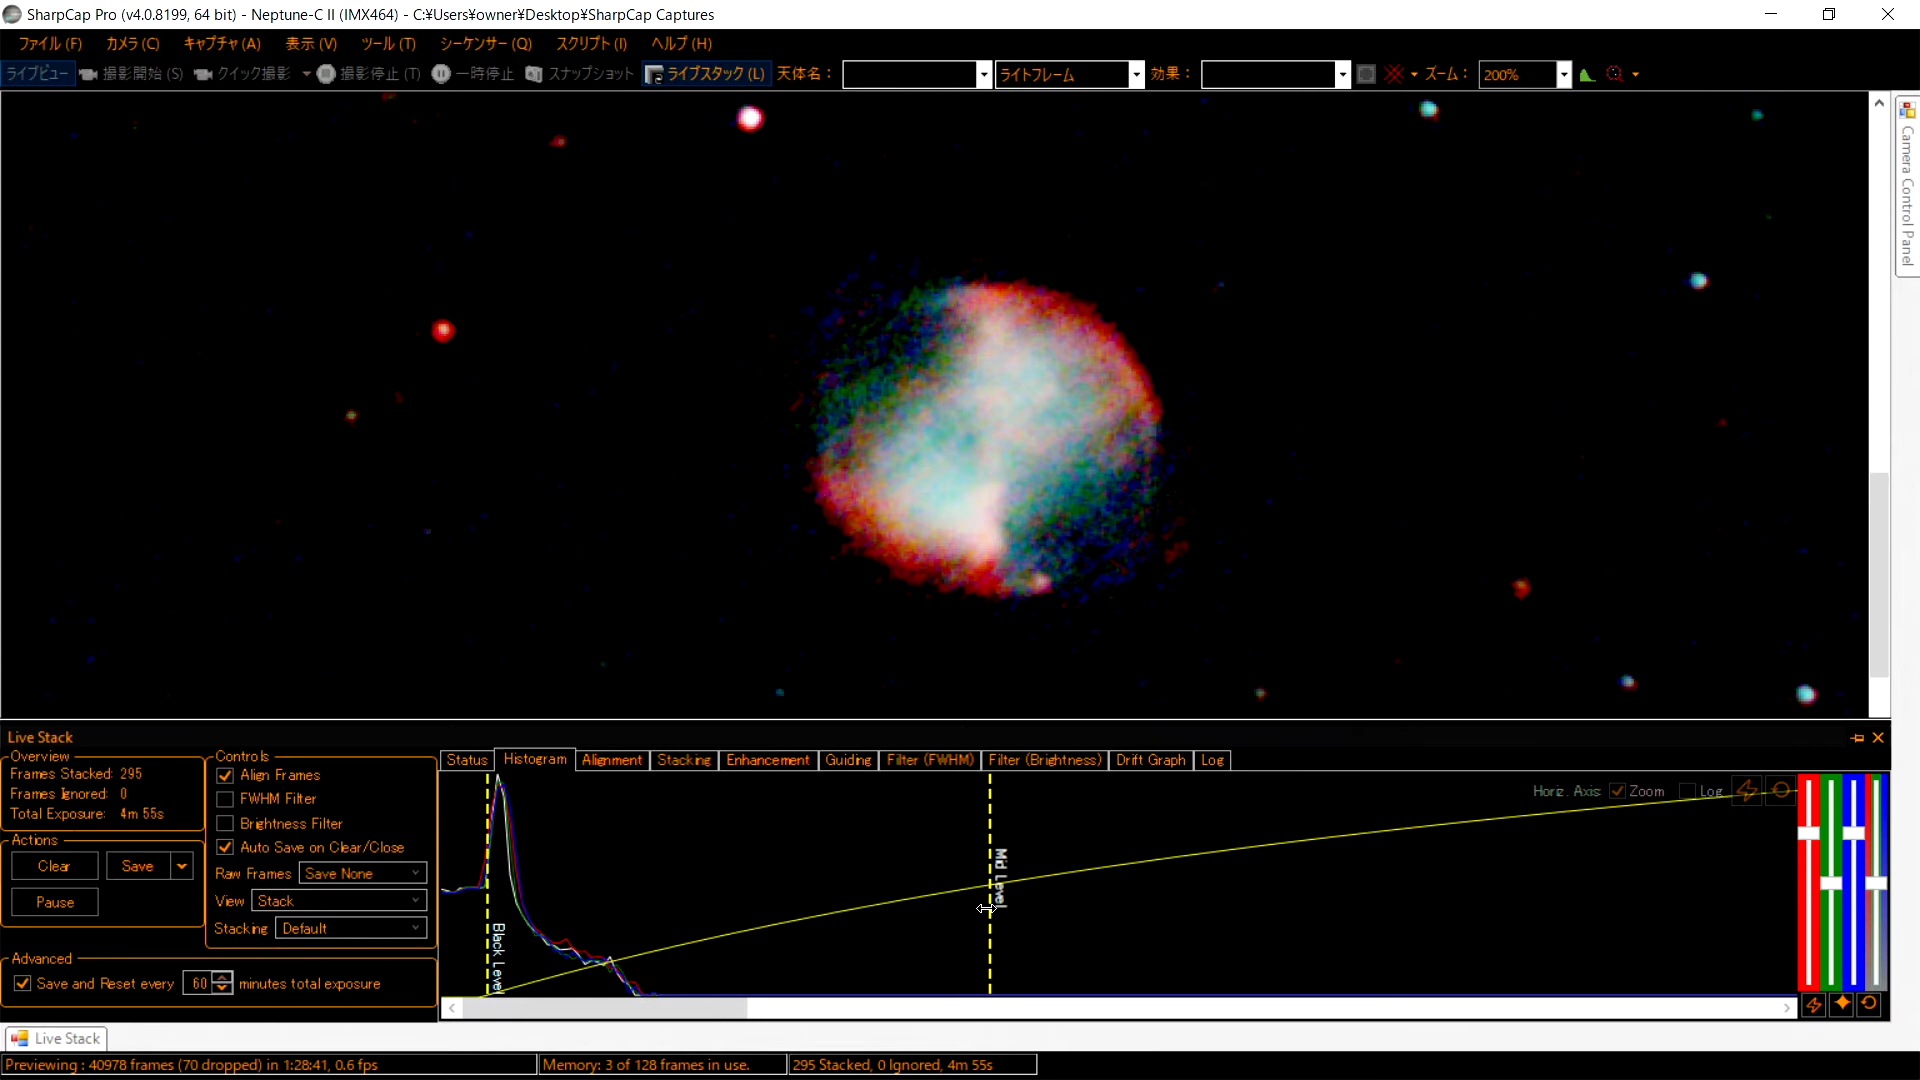 SharpCap Pro (v4.0.8199, 64 bit) - Neptune-C II (IMX464) - C:¥Users¥owner¥Desktop¥SharpCap Captures
ファイル (F) カメラ (C) キャプチャ (A) 表示 (V) ツール (T) シーケンサー (Q) スクリプト (I) ヘルプ (H)
ライブビュー 撮影開始 (S) クイック撮影 撮影停止 (T) 一時停止 スナップショット ライブスタック (L) 天体名： ライトフレーム 効果： ズーム： 200%
Camera Control Panel
Live Stack
Overview
Frames Stacked: 295
Frames Ignored: 0
Total Exposure: 4m 55s
Actions
Clear Save
Pause
Controls
Align Frames
FWHM Filter
Brightness Filter
Auto Save on Clear/Close
Raw Frames Save None
View Stack
Stacking Default
Advanced
Save and Reset every 60 minutes total exposure
Status Histogram Alignment Stacking Enhancement Guiding Filter (FWHM) Filter (Brightness) Drift Graph Log
Horiz. Axis Zoom Log
Mid Level
Black Level
Live Stack
Previewing : 40978 frames (70 dropped) in 1:28:41, 0.6 fps Memory: 3 of 128 frames in use. 295 Stacked, 0 Ignored, 4m 55s